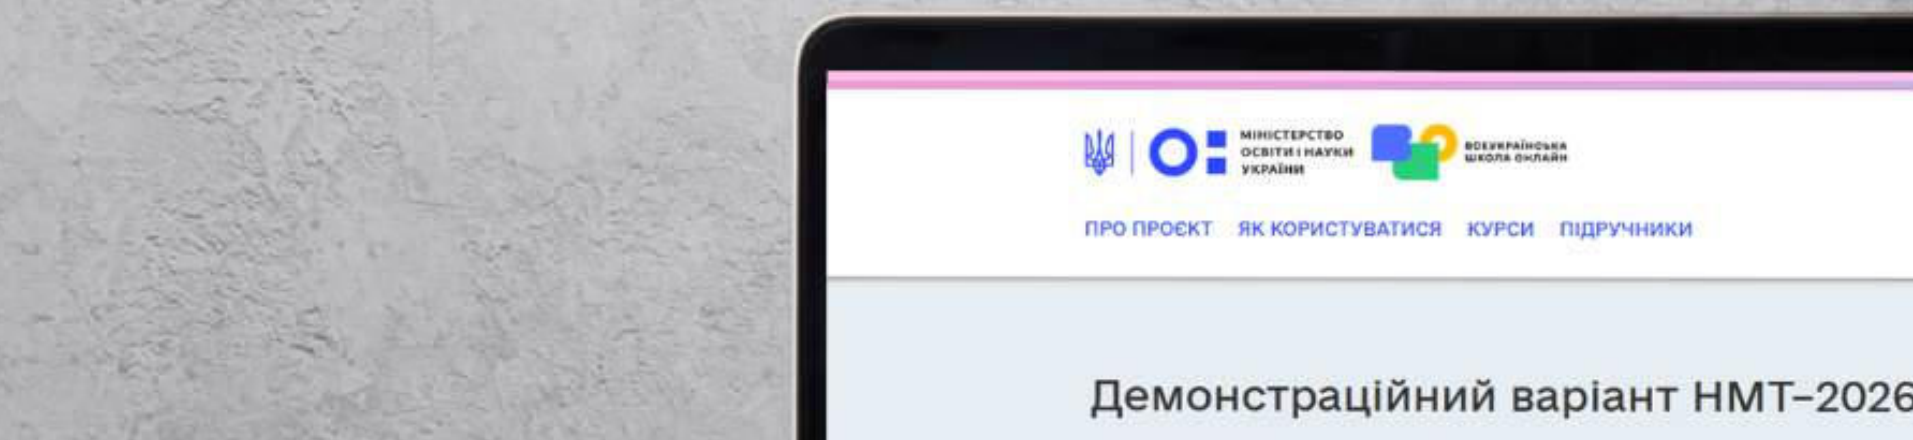 МІНІСТЕРСТВО
ОСВІТИ І НАУКИ
УКРАЇНИ
ВСЕУКРАЇНСЬКА
ШКОЛА ОНЛАЙН
ПРО ПРОЄКТ ЯК КОРИСТУВАТИСЯ КУРСИ ПІДРУЧНИКИ
Демонстраційний варіант НМТ–2026